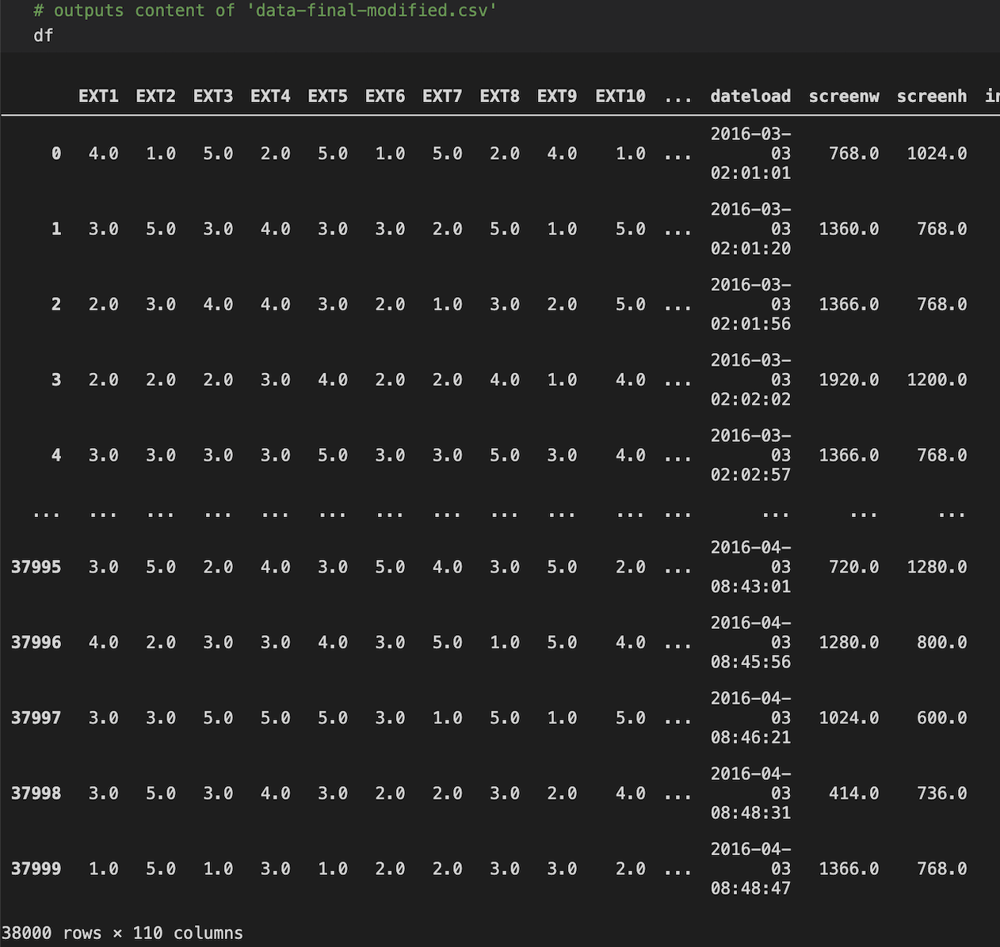 # outputs content of 'data-final-modified.csv'
df
EXT1 EXT2 EXT3 EXT4 EXT5 EXT6 EXT7 EXT8 EXT9 EXT10 ... dateload screenw screenh in
2016-03-
0 4.0 1.0 5.0 2.0 5.0 1.0 5.0 2.0 4.0 1.0 ... 03 768.0 1024.0
02:01:01
2016-03-
1 3.0 5.0 3.0 4.0 3.0 3.0 2.0 5.0 1.0 5.0 ... 03 1360.0 768.0
02:01:20
2016-03-
2 2.0 3.0 4.0 4.0 3.0 2.0 1.0 3.0 2.0 5.0 ... 03 1366.0 768.0
02:01:56
2016-03-
3 2.0 2.0 2.0 3.0 4.0 2.0 2.0 4.0 1.0 4.0 ... 03 1920.0 1200.0
02:02:02
2016-03-
4 3.0 3.0 3.0 3.0 5.0 3.0 3.0 5.0 3.0 4.0 ... 03 1366.0 768.0
02:02:57
... ... ... ... ... ... ... ... ... ... ... ... ... ... ...
2016-04-
37995 3.0 5.0 2.0 4.0 3.0 5.0 4.0 3.0 5.0 2.0 ... 03 720.0 1280.0
08:43:01
2016-04-
37996 4.0 2.0 3.0 3.0 4.0 3.0 5.0 1.0 5.0 4.0 ... 03 1280.0 800.0
08:45:56
2016-04-
37997 3.0 3.0 5.0 5.0 5.0 3.0 1.0 5.0 1.0 5.0 ... 03 1024.0 600.0
08:46:21
2016-04-
37998 3.0 5.0 3.0 4.0 3.0 2.0 2.0 3.0 2.0 4.0 ... 03 414.0 736.0
08:48:31
2016-04-
37999 1.0 5.0 1.0 3.0 1.0 2.0 2.0 3.0 3.0 2.0 ... 03 1366.0 768.0
08:48:47
38000 rows × 110 columns